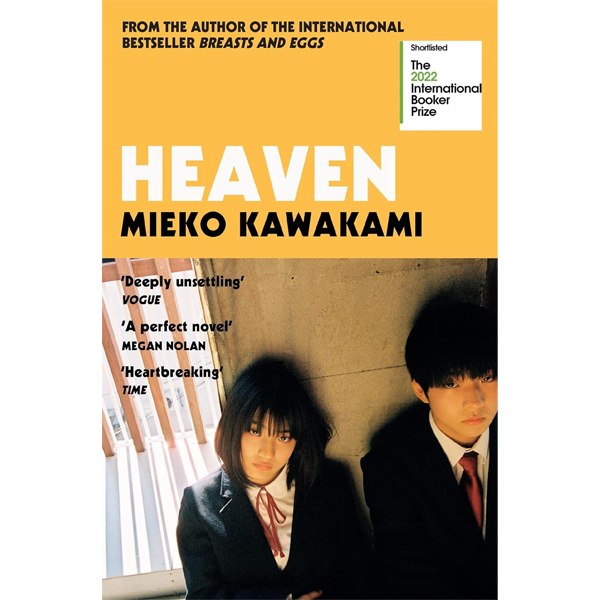 FROM THE AUTHOR OF THE INTERNATIONAL
BESTSELLER BREASTS AND EGGS
Shortlisted
The
2022
International
Booker
Prize
HEAVEN
MIEKO KAWAKAMI
'Deeply unsettling'
VOGUE
'A perfect novel'
MEGAN NOLAN
'Heartbreaking'
TIME